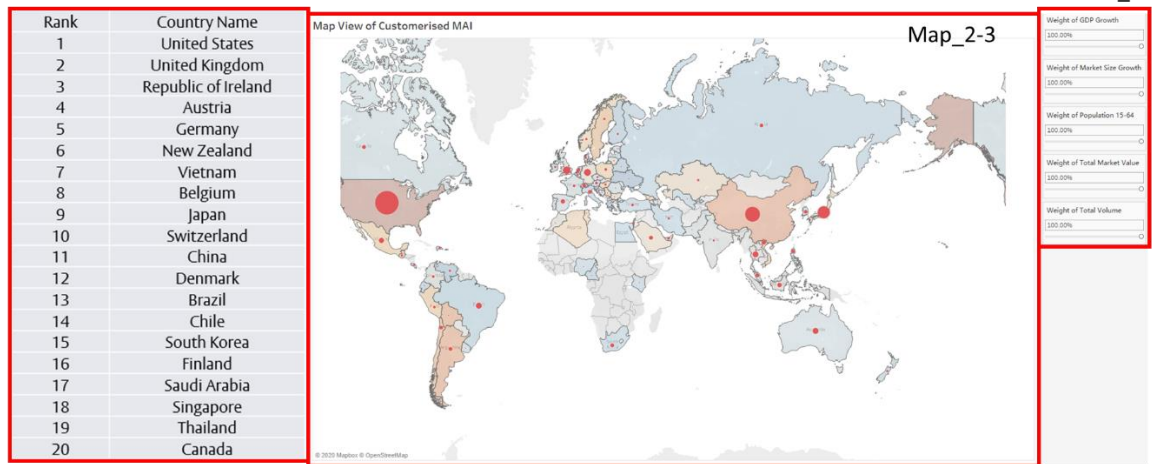 Rank Country Name
1 United States
2 United Kingdom
3 Republic of Ireland
4 Austria
5 Germany
6 New Zealand
7 Vietnam
8 Belgium
9 Japan
10 Switzerland
11 China
12 Denmark
13 Brazil
14 Chile
15 South Korea
16 Finland
17 Saudi Arabia
18 Singapore
19 Thailand
20 Canada
Map View of Customerised MAI
Map_2-3
© 2020 Mapbox © OpenStreetMap
Weight of GDP Growth
100.00%
Weight of Market Size Growth
100.00%
Weight of Population 15-64
100.00%
Weight of Total Market Value
100.00%
Weight of Total Volume
100.00%